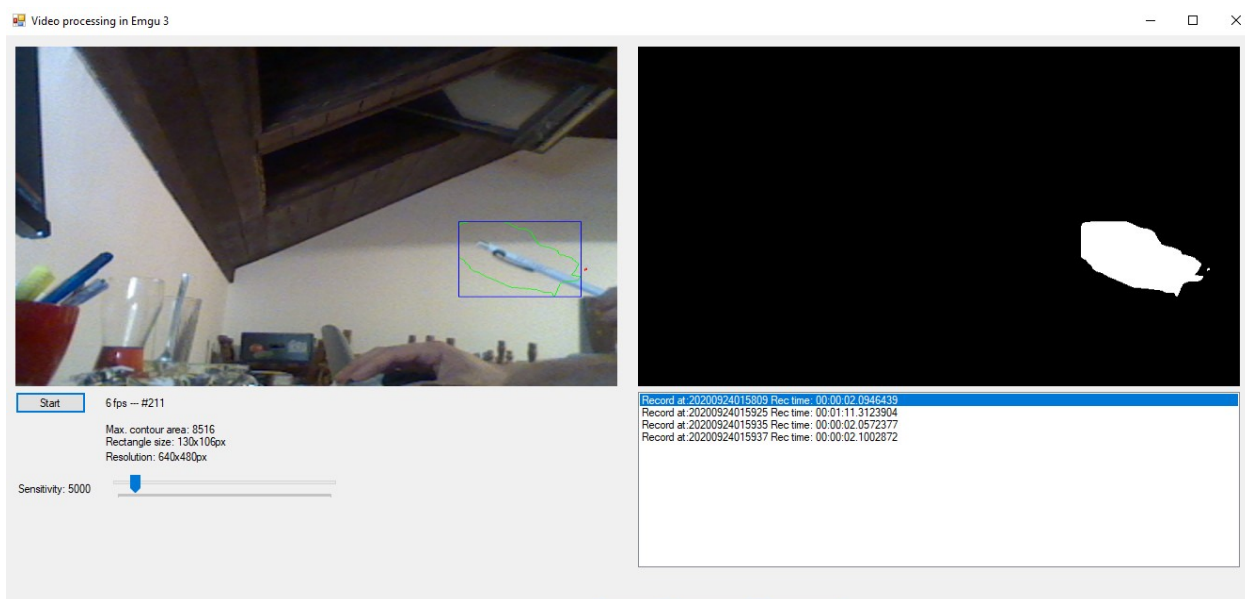 Video processing in Emgu 3
Start
6 fps --- #211
Max. contour area: 8516
Rectangle size: 130x106px
Resolution: 640x480px
Sensitivity: 5000
Record at:20200924015809 Rec time: 00:00:02.0946439
Record at:20200924015925 Rec time: 00:01:11.3123904
Record at:20200924015935 Rec time: 00:00:02.0572377
Record at:20200924015937 Rec time: 00:00:02.1002872